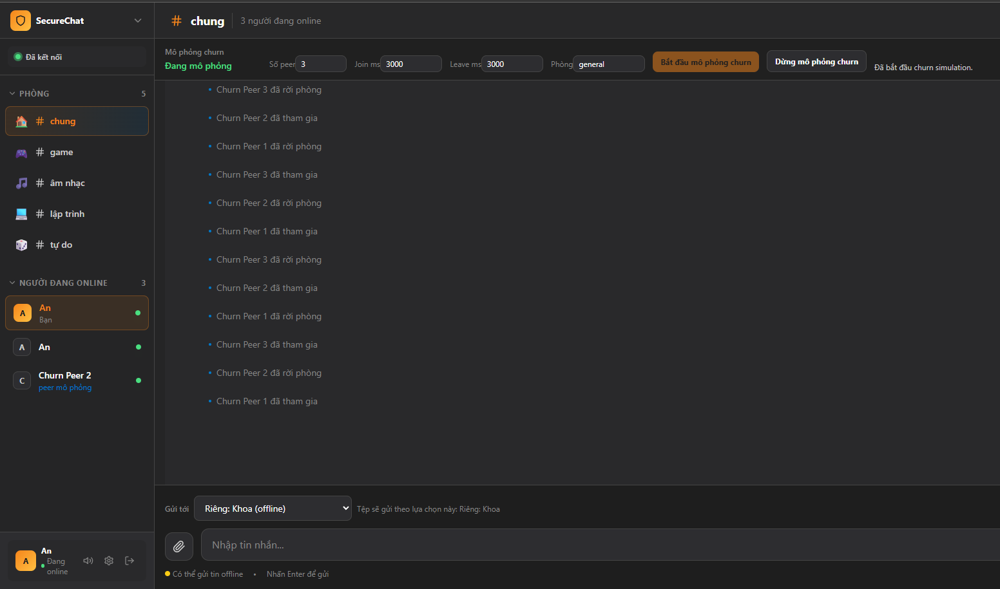 SecureChat
Đã kết nối
PHÒNG 5
# chung
# game
# âm nhạc
# lập trình
# tự do
NGƯỜI ĐANG ONLINE 3
A An
Bạn
A An
C Churn Peer 2
peer mô phỏng
A An
Đang
online
# chung 3 người đang online
Mô phỏng churn
Đang mô phỏng
Số peer 3 Join ms 3000 Leave ms 3000 Phòng general Bắt đầu mô phỏng churn Dừng mô phỏng churn Đã bắt đầu churn simulation.
• Churn Peer 3 đã rời phòng
• Churn Peer 2 đã tham gia
• Churn Peer 1 đã rời phòng
• Churn Peer 3 đã tham gia
• Churn Peer 2 đã rời phòng
• Churn Peer 1 đã tham gia
• Churn Peer 3 đã rời phòng
• Churn Peer 2 đã tham gia
• Churn Peer 1 đã rời phòng
• Churn Peer 3 đã tham gia
• Churn Peer 2 đã rời phòng
• Churn Peer 1 đã tham gia
Gửi tới Riêng: Khoa (offline) Tệp sẽ gửi theo lựa chọn này: Riêng: Khoa
Nhập tin nhắn...
Có thể gửi tin offline • Nhấn Enter để gửi